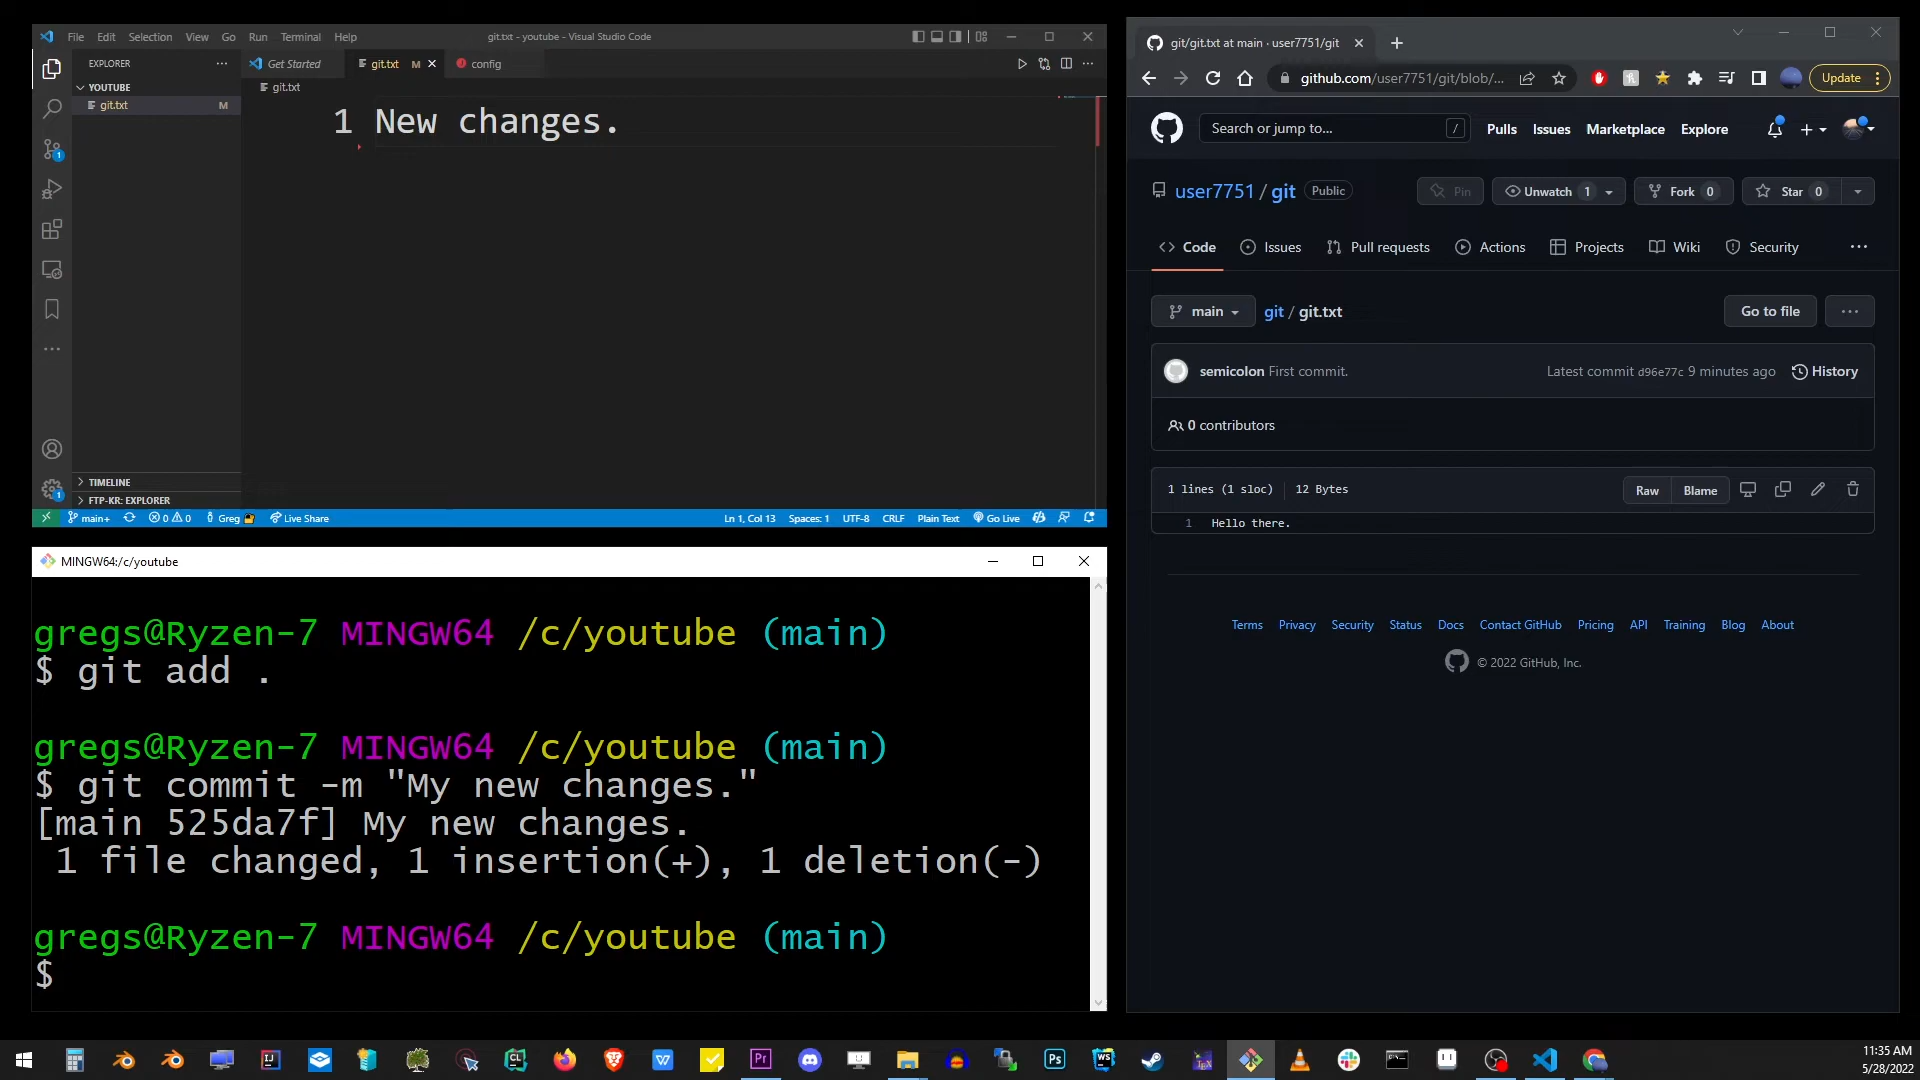 File Edit Selection View Go Run Terminal Help
git.txt - youtube - Visual Studio Code
EXPLORER
Get Started
git.txt M
config
YOUTUBE
git.txt
git.txt M
1 New changes.
TIMELINE
FTP-KR: EXPLORER
1
1
main+ 0 0 Greg Live Share
Ln 1, Col 13 Spaces: 1 UTF-8 CRLF Plain Text Go Live
MINGW64:/c/youtube
gregs@Ryzen-7 MINGW64 /c/youtube (main)
$ git add .
gregs@Ryzen-7 MINGW64 /c/youtube (main)
$ git commit -m "My new changes."
[main 525da7f] My new changes.
1 file changed, 1 insertion(+), 1 deletion(-)
gregs@Ryzen-7 MINGW64 /c/youtube (main)
$
git/git.txt at main · user7751/git
github.com/user7751/git/blob/...
Update
Search or jump to... /
Pulls Issues Marketplace Explore
user7751 / git Public
Pin Unwatch 1 Fork 0 Star 0
Code Issues Pull requests Actions Projects Wiki Security
main git / git.txt Go to file
semicolon First commit. Latest commit d96e77c 9 minutes ago History
0 contributors
1 lines (1 sloc) 12 Bytes Raw Blame
1 Hello there.
Terms Privacy Security Status Docs Contact GitHub Pricing API Training Blog About
© 2022 GitHub, Inc.
11:35 AM
5/28/2022